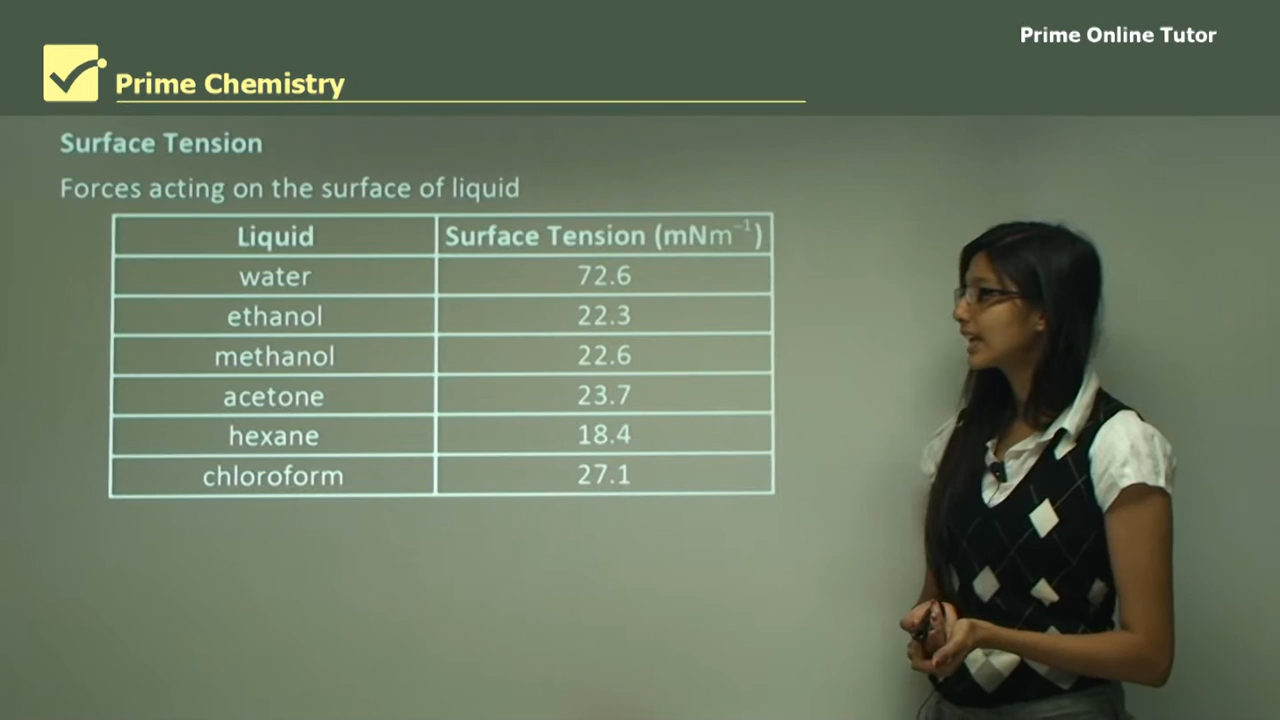 Prime Online Tutor
Prime Chemistry
Surface Tension
Forces acting on the surface of liquid
Liquid Surface Tension (mNm⁻¹)
water 72.6
ethanol 22.3
methanol 22.6
acetone 23.7
hexane 18.4
chloroform 27.1